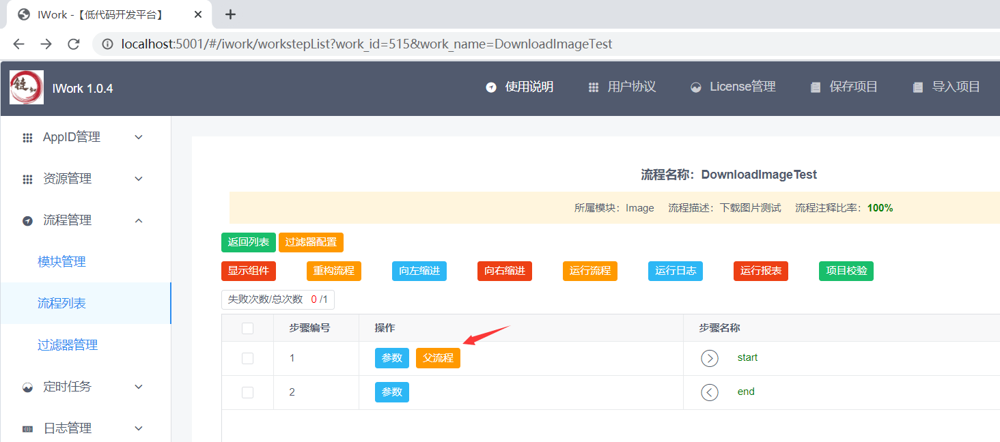 IWork -【低代码开发平台】
localhost:5001/#/iwork/workstepList?work_id=515&work_name=DownloadImageTest
链知 IWork 1.0.4 使用说明 用户协议 License管理 保存项目 导入项目
AppID管理
资源管理
流程管理
模块管理
流程列表
过滤器管理
定时任务
日志管理
流程名称：DownloadImageTest
所属模块：Image 流程描述：下载图片测试 流程注释比率：100%
返回列表 过滤器配置
显示组件 重构流程 向左缩进 向右缩进 运行流程 运行日志 运行报表 项目校验
失败次数/总次数 0 /1
步骤编号 操作 步骤名称
1 参数 父流程 start
2 参数 end